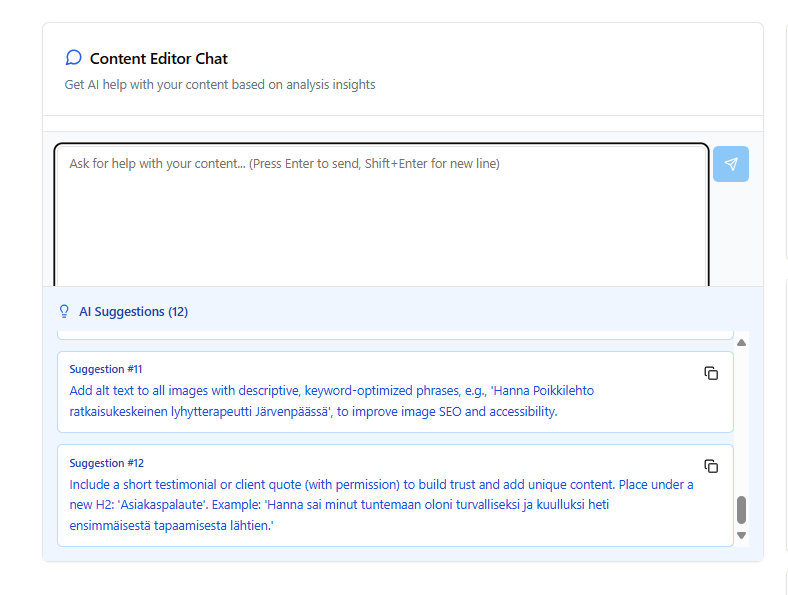 Content Editor Chat
Get AI help with your content based on analysis insights
Ask for help with your content... (Press Enter to send, Shift+Enter for new line)
AI Suggestions (12)
Suggestion #11
Add alt text to all images with descriptive, keyword-optimized phrases, e.g., 'Hanna Poikkilehto
ratkaisukeskeinen lyhytterapeutti Järvenpäässä', to improve image SEO and accessibility.
Suggestion #12
Include a short testimonial or client quote (with permission) to build trust and add unique content. Place under a
new H2: 'Asiakaspalaute'. Example: 'Hanna sai minut tuntemaan oloni turvalliseksi ja kuulluksi heti
ensimmäisestä tapaamisesta lähtien.'